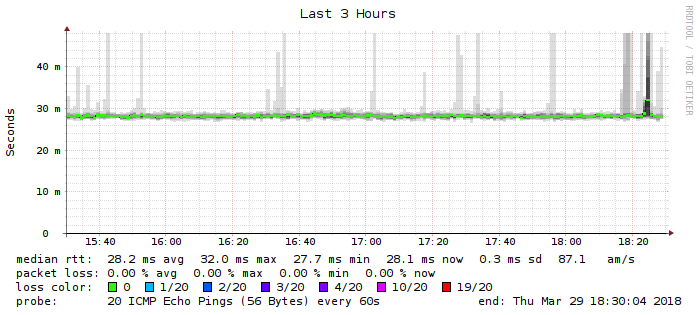 Last 3 Hours
RRDTOOL / TOBI OETIKER
Seconds
40 m
30 m
20 m
10 m
0
15:40 16:00 16:20 16:40 17:00 17:20 17:40 18:00 18:20
median rtt: 28.2 ms avg 32.0 ms max 27.7 ms min 28.1 ms now 0.3 ms sd 87.1 am/s
packet loss: 0.00 % avg 0.00 % max 0.00 % min 0.00 % now
loss color: 0 1/20 2/20 3/20 4/20 10/20 19/20
probe: 20 ICMP Echo Pings (56 Bytes) every 60s end: Thu Mar 29 18:30:04 2018